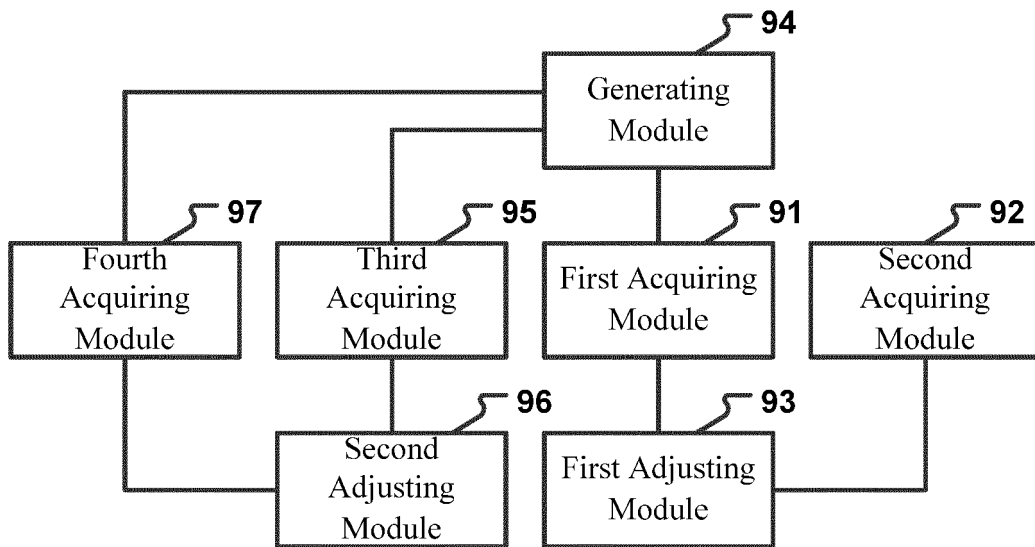 94
Generating
Module
97
95
91
92
Fourth
Acquiring
Module
Third
Acquiring
Module
First Acquiring
Module
Second
Acquiring
Module
96
93
Second
Adjusting
Module
First Adjusting
Module